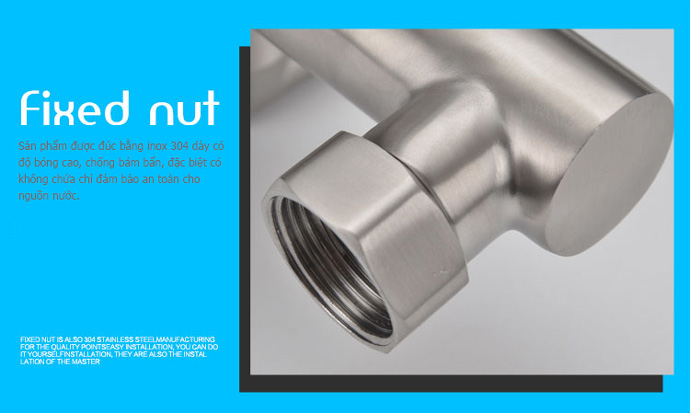 Fixed nut
Sản phẩm được đúc bằng inox 304 dày có
độ bóng cao, chống bám bẩn, đặc biệt có
không chứa chì đảm bảo an toàn cho
nguồn nước.
FIXED NUT IS ALSO 304 STAINLESS STEELMANUFACTURING
FOR THE QUALITY POINTSEASY INSTALLATION, YOU CAN DO
IT YOURSELFINSTALLATION, THEY ARE ALSO THE INSTAL
LATION OF THE MASTER